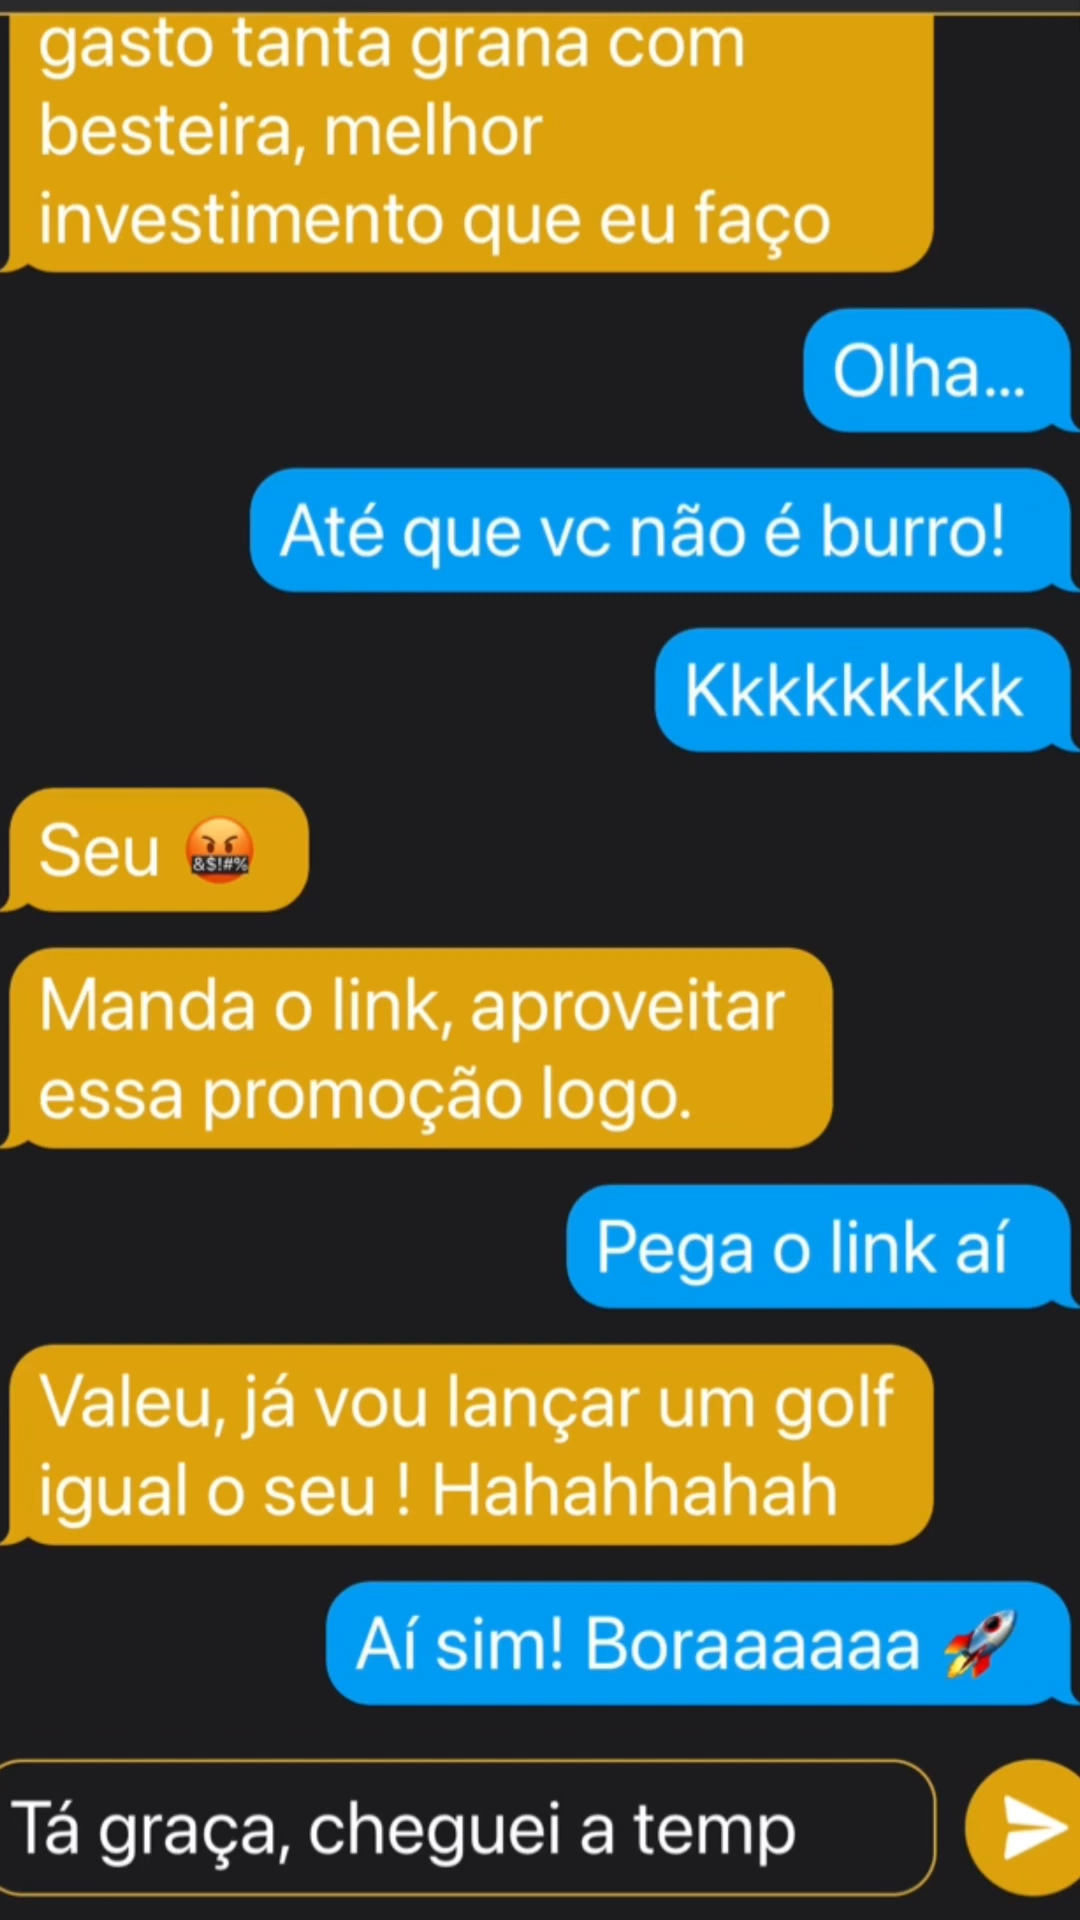 gasto tanta grana com
besteira, melhor
investimento que eu faço
Olha...
Até que vc não é burro!
Kkkkkkkkk
Seu 🤬
&$!#%
Manda o link, aproveitar
essa promoção logo.
Pega o link aí
Valeu, já vou lançar um golf
igual o seu ! Hahahhahah
Aí sim! Boraaaaaa 🚀
Tá graça, cheguei a temp